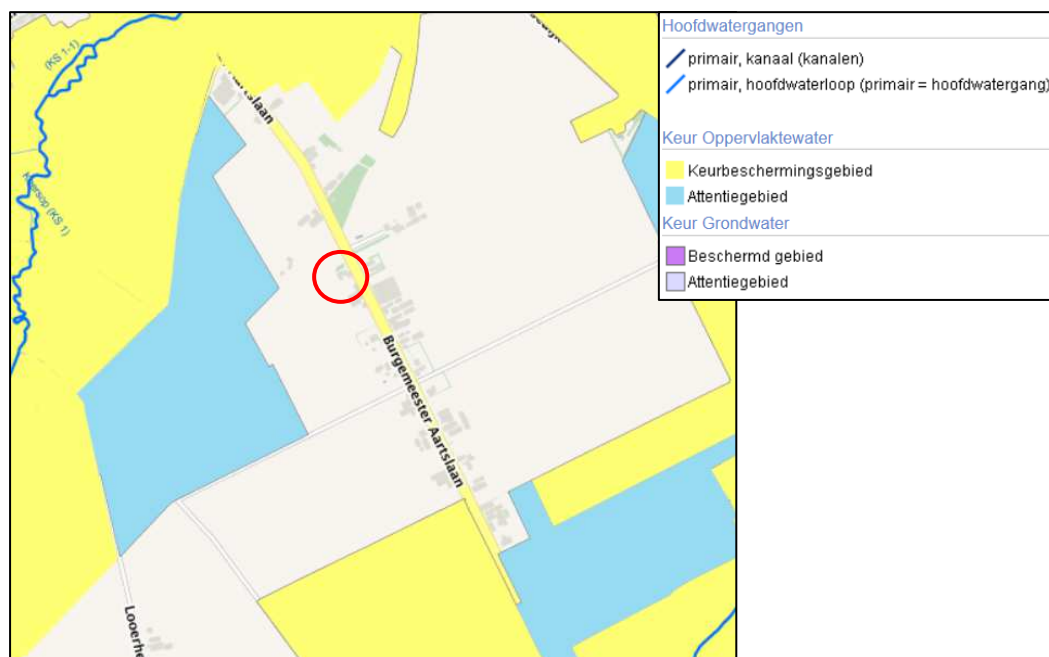 (KS 1-1)
Keersop (KS 1)
Burgemeester Aartslaan
Hoofdwatergangen
primair, kanaal (kanalen)
primair, hoofdwaterloop (primair = hoofdwatergang)
Keur Oppervlaktewater
Keurbeschermingsgebied
Attentiegebied
Keur Grondwater
Beschermd gebied
Attentiegebied